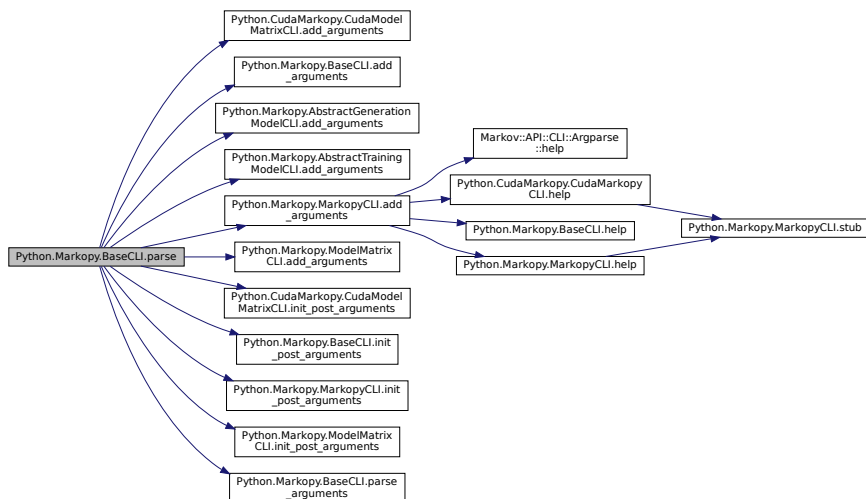 Python.CudaMarkopy.CudaModel
MatrixCLI.add_arguments
Python.Markopy.BaseCLI.add
_arguments
Python.Markopy.AbstractGeneration
ModelCLI.add_arguments
Python.Markopy.AbstractTraining
ModelCLI.add_arguments
Python.Markopy.MarkopyCLI.add
_arguments
Python.Markopy.BaseCLI.parse
Python.Markopy.ModelMatrix
CLI.add_arguments
Python.CudaMarkopy.CudaModel
MatrixCLI.init_post_arguments
Python.Markopy.BaseCLI.init
_post_arguments
Python.Markopy.MarkopyCLI.init
_post_arguments
Python.Markopy.ModelMatrix
CLI.init_post_arguments
Python.Markopy.BaseCLI.parse
_arguments
Markov::API::CLI::Argparse
::help
Python.CudaMarkopy.CudaMarkopy
CLI.help
Python.Markopy.BaseCLI.help
Python.Markopy.MarkopyCLI.help
Python.Markopy.MarkopyCLI.stub